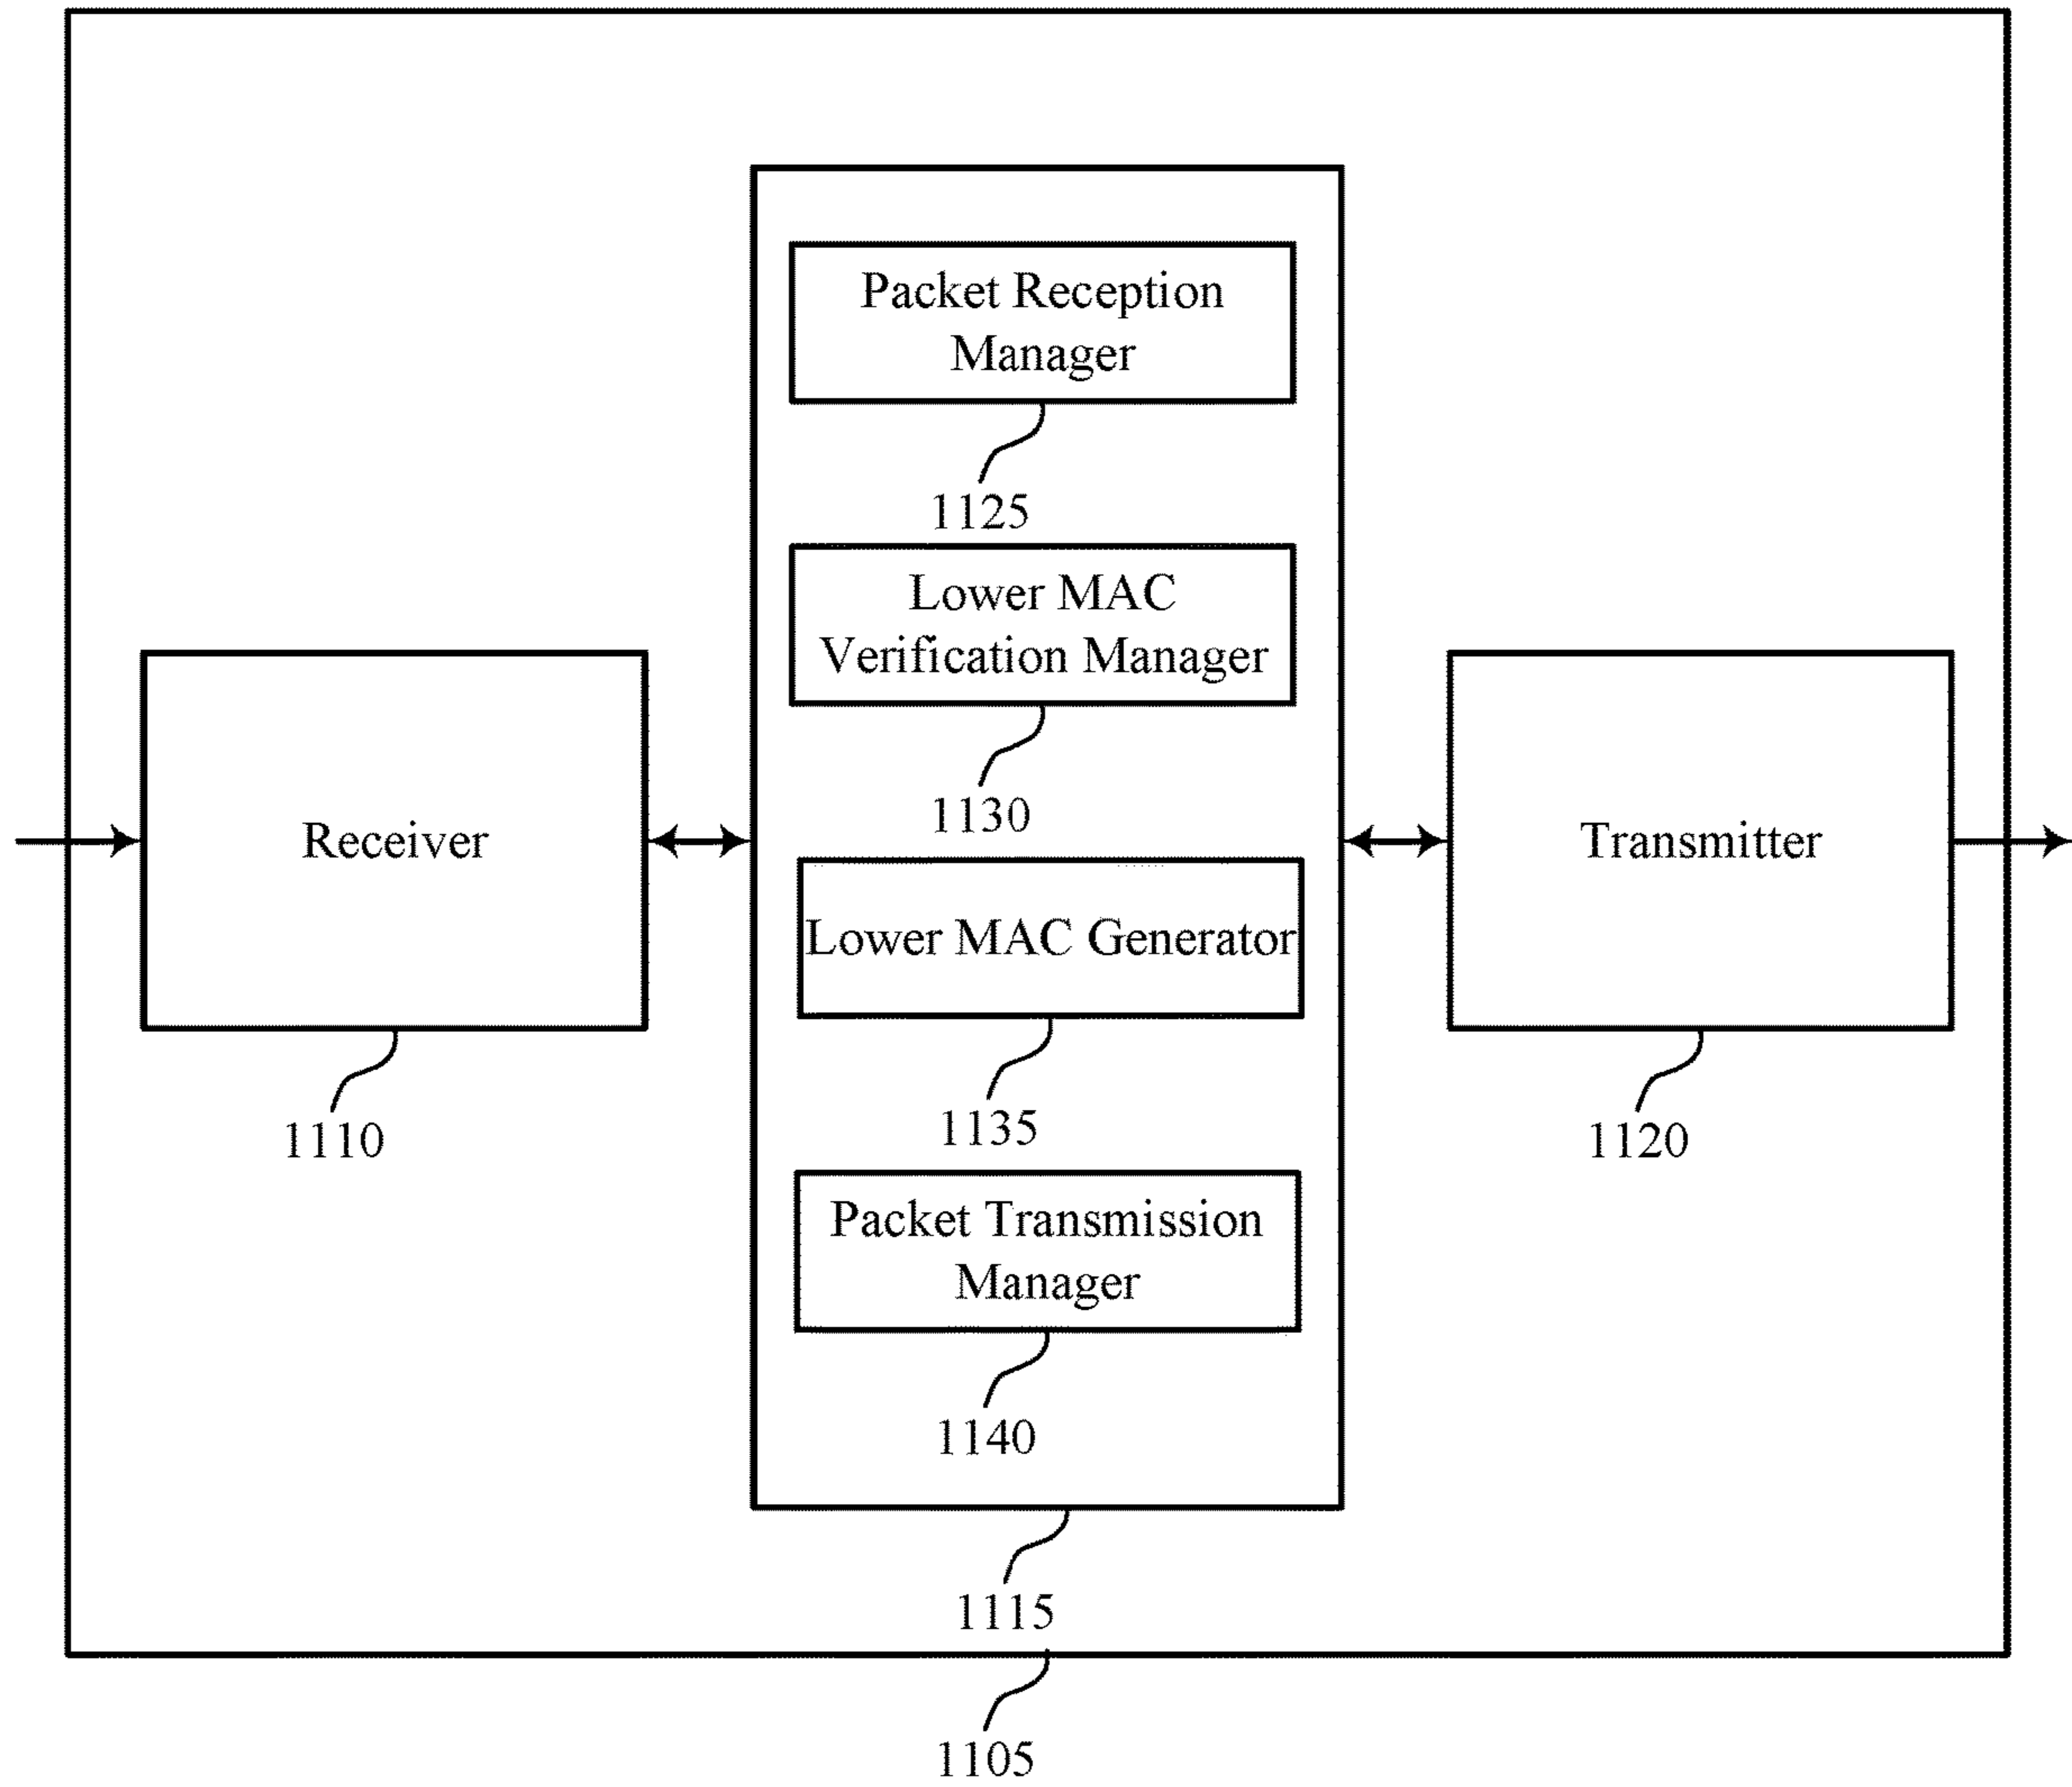 Packet Reception
Manager
1125
Lower MAC
Verification Manager
1130
Receiver
1110
Lower MAC Generator
1135
Transmitter
1120
Packet Transmission
Manager
1140
1115
1105